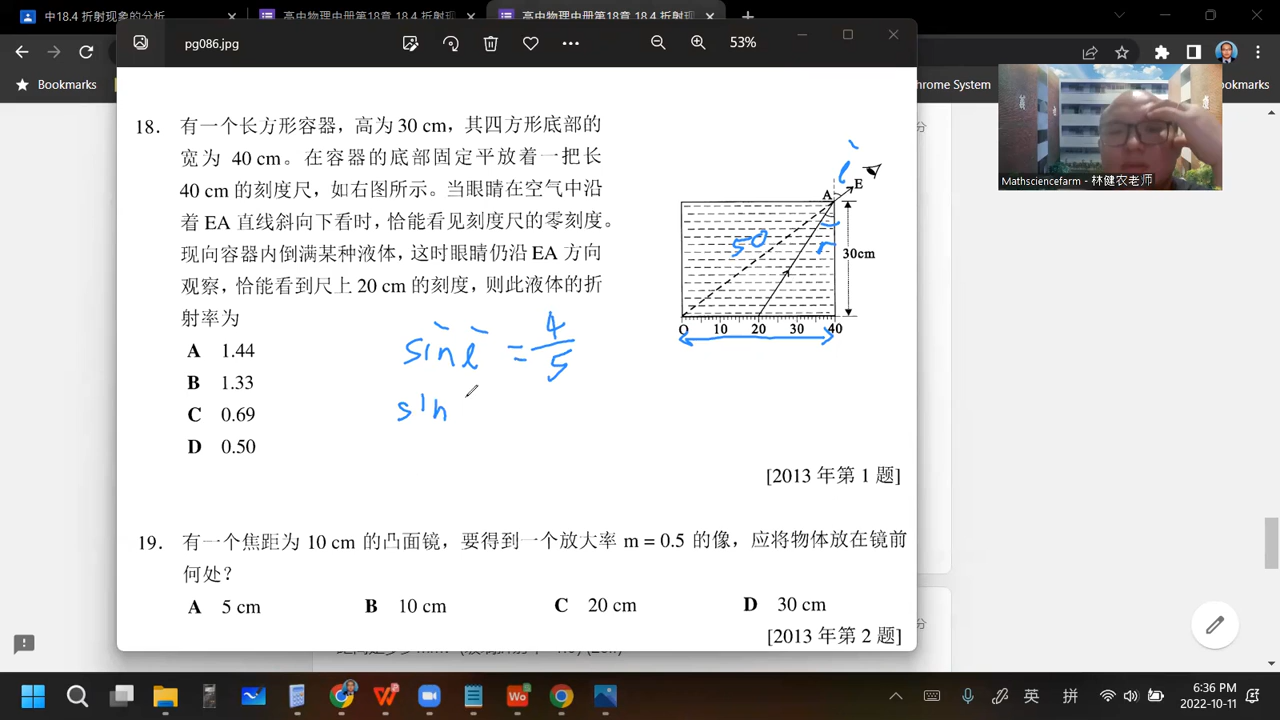 中18.4 折射现象的分析
高中物理中册第18章 18.4 折射
高中物理中册第18章 18.4 折射
pg086.jpg
53%
Bookmarks
hrome System
18. 有一个长方形容器，高为 30 cm，其四方形底部的
宽为 40 cm。在容器的底部固定平放着一把长
40 cm 的刻度尺，如右图所示。当眼睛在空气中沿
着 EA 直线斜向下看时，恰能看见刻度尺的零刻度。
现向容器内倒满某种液体，这时眼睛仍沿 EA 方向
观察，恰能看到尺上 20 cm 的刻度，则此液体的折
射率为
A 1.44
B 1.33
C 0.69
D 0.50
sin i = 4/5
sin
i
A E
50
r
30cm
O 10 20 30 40
[2013 年第 1 题]
19. 有一个焦距为 10 cm 的凸面镜，要得到一个放大率 m = 0.5 的像，应将物体放在镜前
何处？
A 5 cm B 10 cm C 20 cm D 30 cm
[2013 年第 2 题]
Mathsciencefarm - 林健农老师
英 拼
6:36 PM
2022-10-11